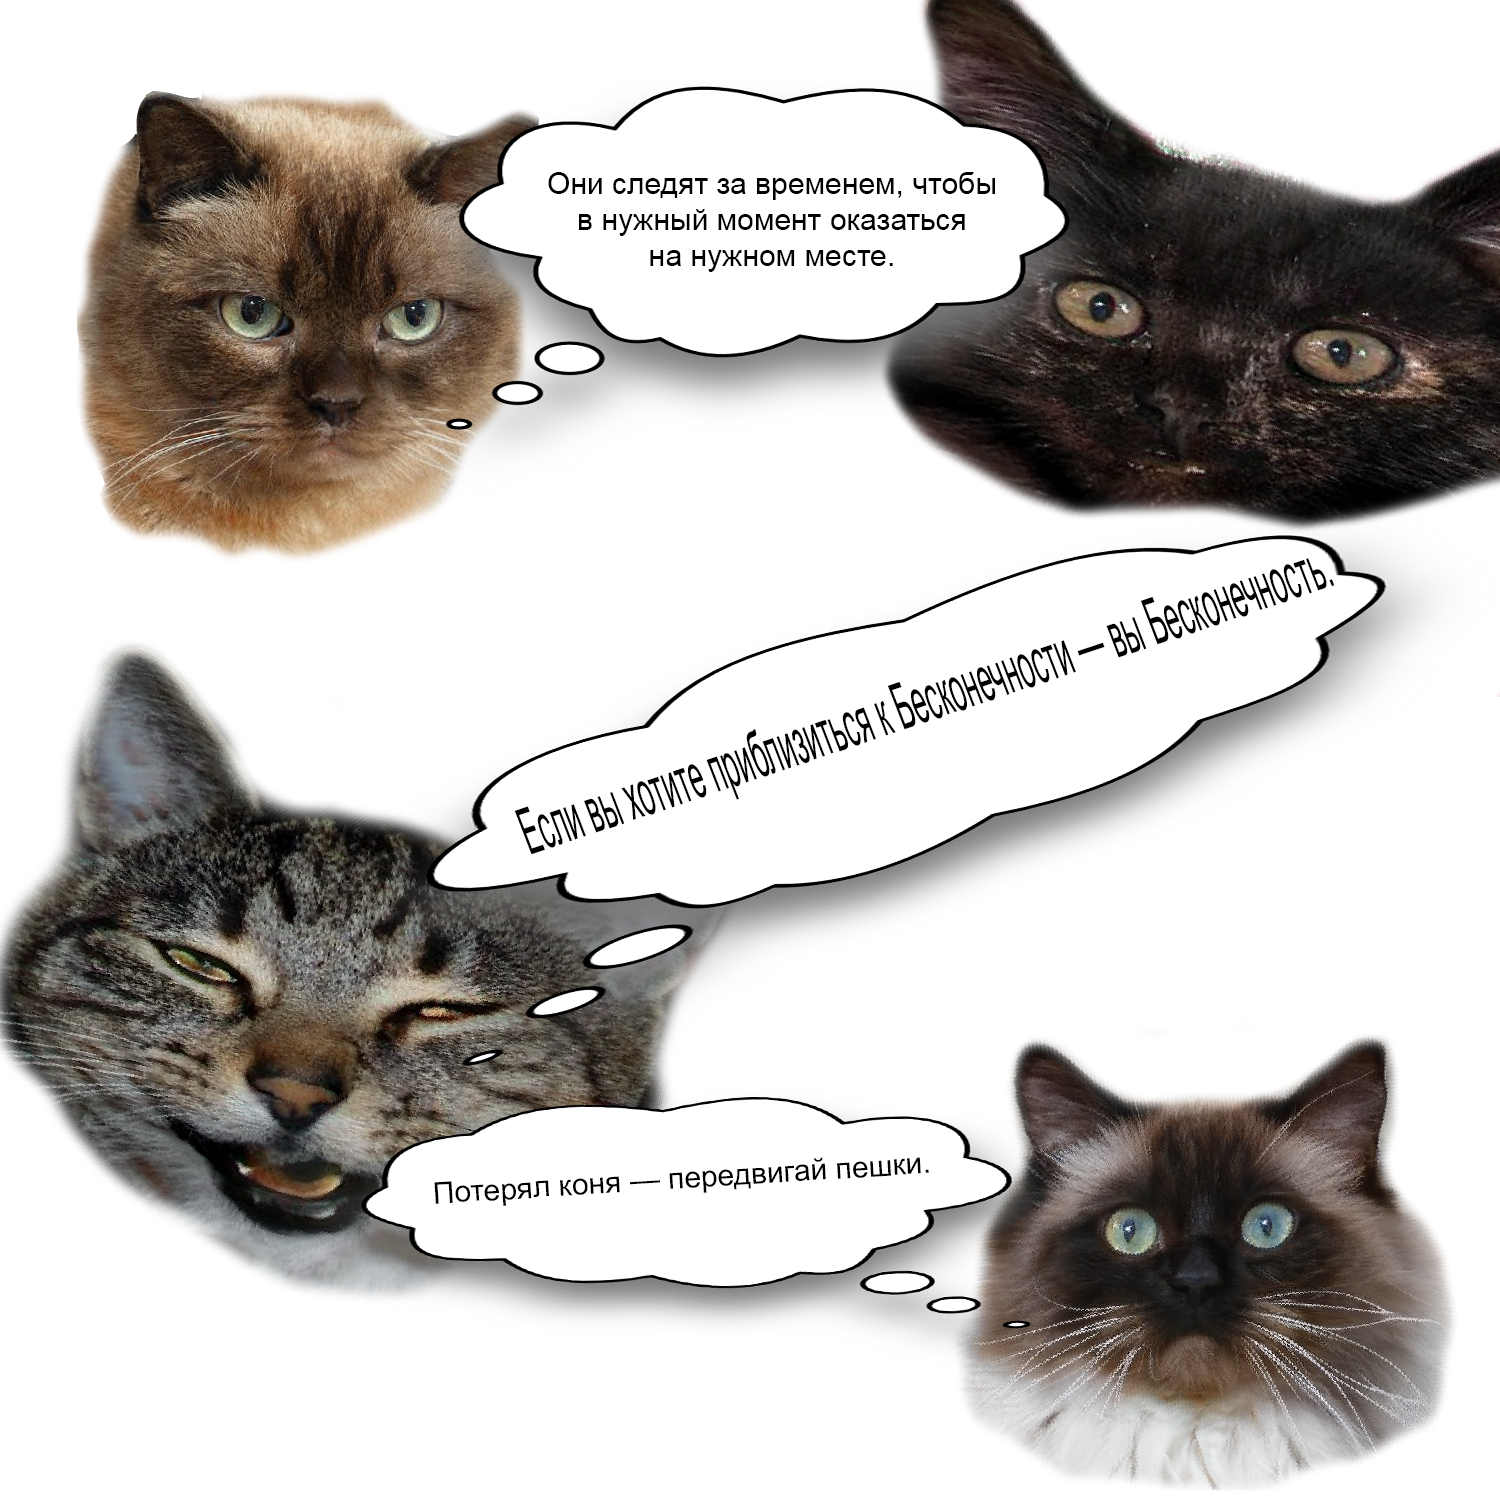 Они следят за временем, чтобы
в нужный момент оказаться
на нужном месте.
Если вы хотите приблизиться к Бесконечности — вы Бесконечность.
Потерял коня — передвигай пешки.